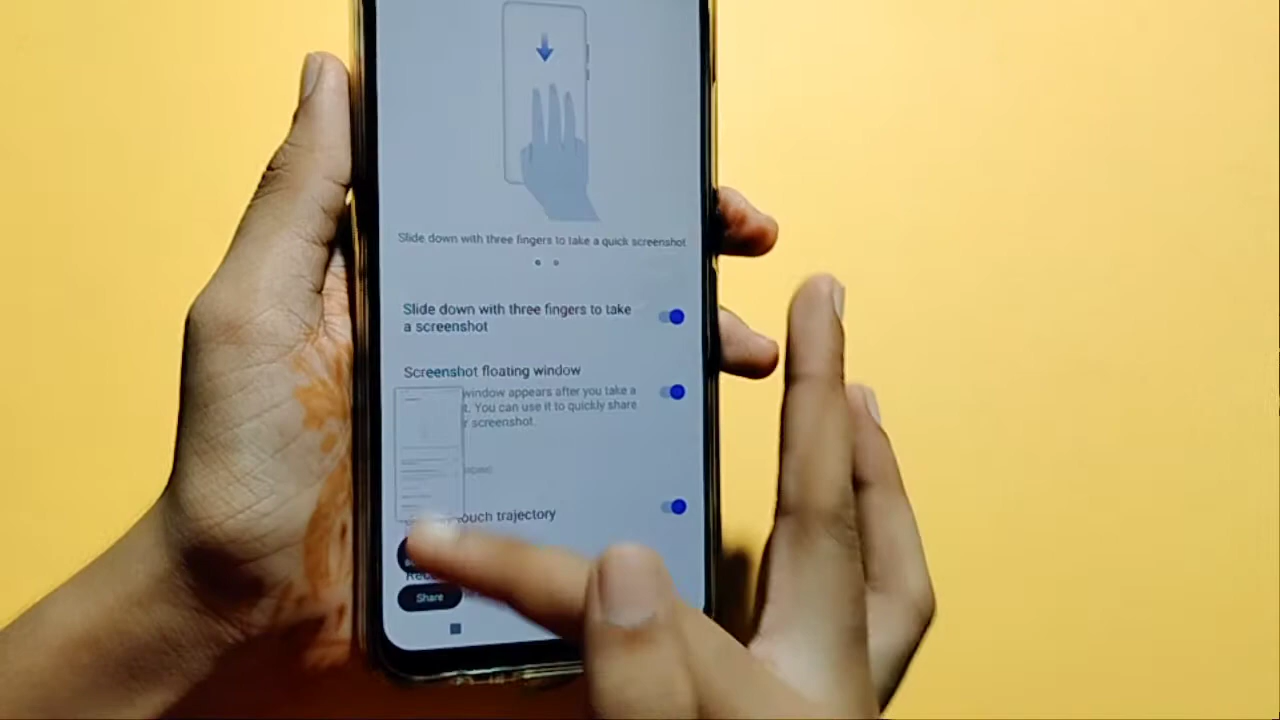 Slide down with three fingers to take a quick screenshot
Slide down with three fingers to take
a screenshot
Screenshot floating window
window appears after you take a
t. You can use it to quickly share
r screenshot.
ouch trajectory
Share